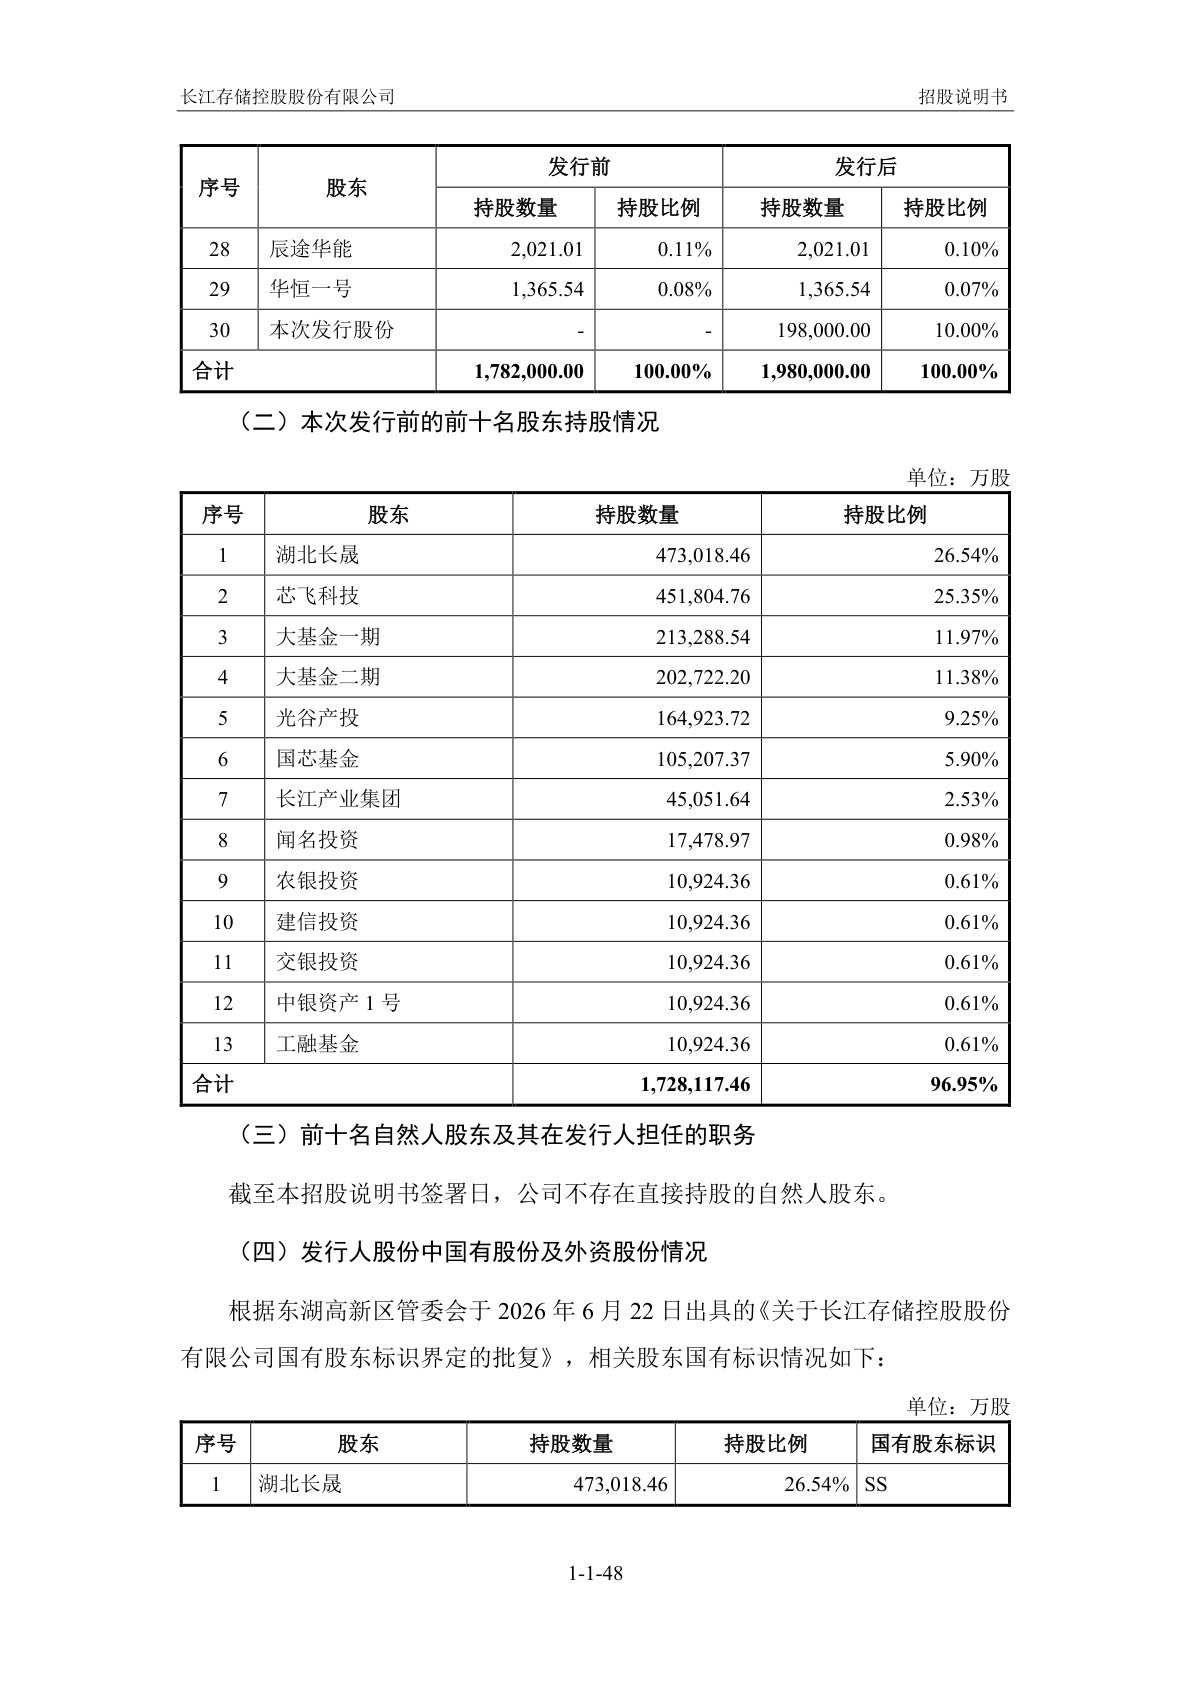 长江存储控股股份有限公司 招股说明书
序号 股东 发行前 发行后
持股数量 持股比例 持股数量 持股比例
28 辰途华能 2,021.01 0.11% 2,021.01 0.10%
29 华恒一号 1,365.54 0.08% 1,365.54 0.07%
30 本次发行股份 - - 198,000.00 10.00%
合计 1,782,000.00 100.00% 1,980,000.00 100.00%
（二）本次发行前的前十名股东持股情况
单位：万股
序号 股东 持股数量 持股比例
1 湖北长晟 473,018.46 26.54%
2 芯飞科技 451,804.76 25.35%
3 大基金一期 213,288.54 11.97%
4 大基金二期 202,722.20 11.38%
5 光谷产投 164,923.72 9.25%
6 国芯基金 105,207.37 5.90%
7 长江产业集团 45,051.64 2.53%
8 闻名投资 17,478.97 0.98%
9 农银投资 10,924.36 0.61%
10 建信投资 10,924.36 0.61%
11 交银投资 10,924.36 0.61%
12 中银资产 1 号 10,924.36 0.61%
13 工融基金 10,924.36 0.61%
合计 1,728,117.46 96.95%
（三）前十名自然人股东及其在发行人担任的职务
截至本招股说明书签署日，公司不存在直接持股的自然人股东。
（四）发行人股份中国有股份及外资股份情况
根据东湖高新区管委会于 2026 年 6 月 22 日出具的《关于长江存储控股股份
有限公司国有股东标识界定的批复》，相关股东国有标识情况如下：
单位：万股
序号 股东 持股数量 持股比例 国有股东标识
1 湖北长晟 473,018.46 26.54% SS
1-1-48